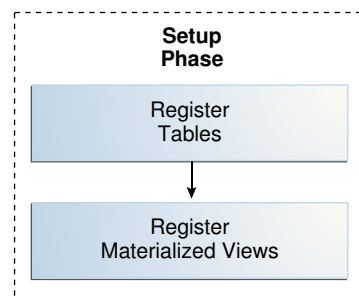 Setup
Phase
Register
Tables
Register
Materialized Views